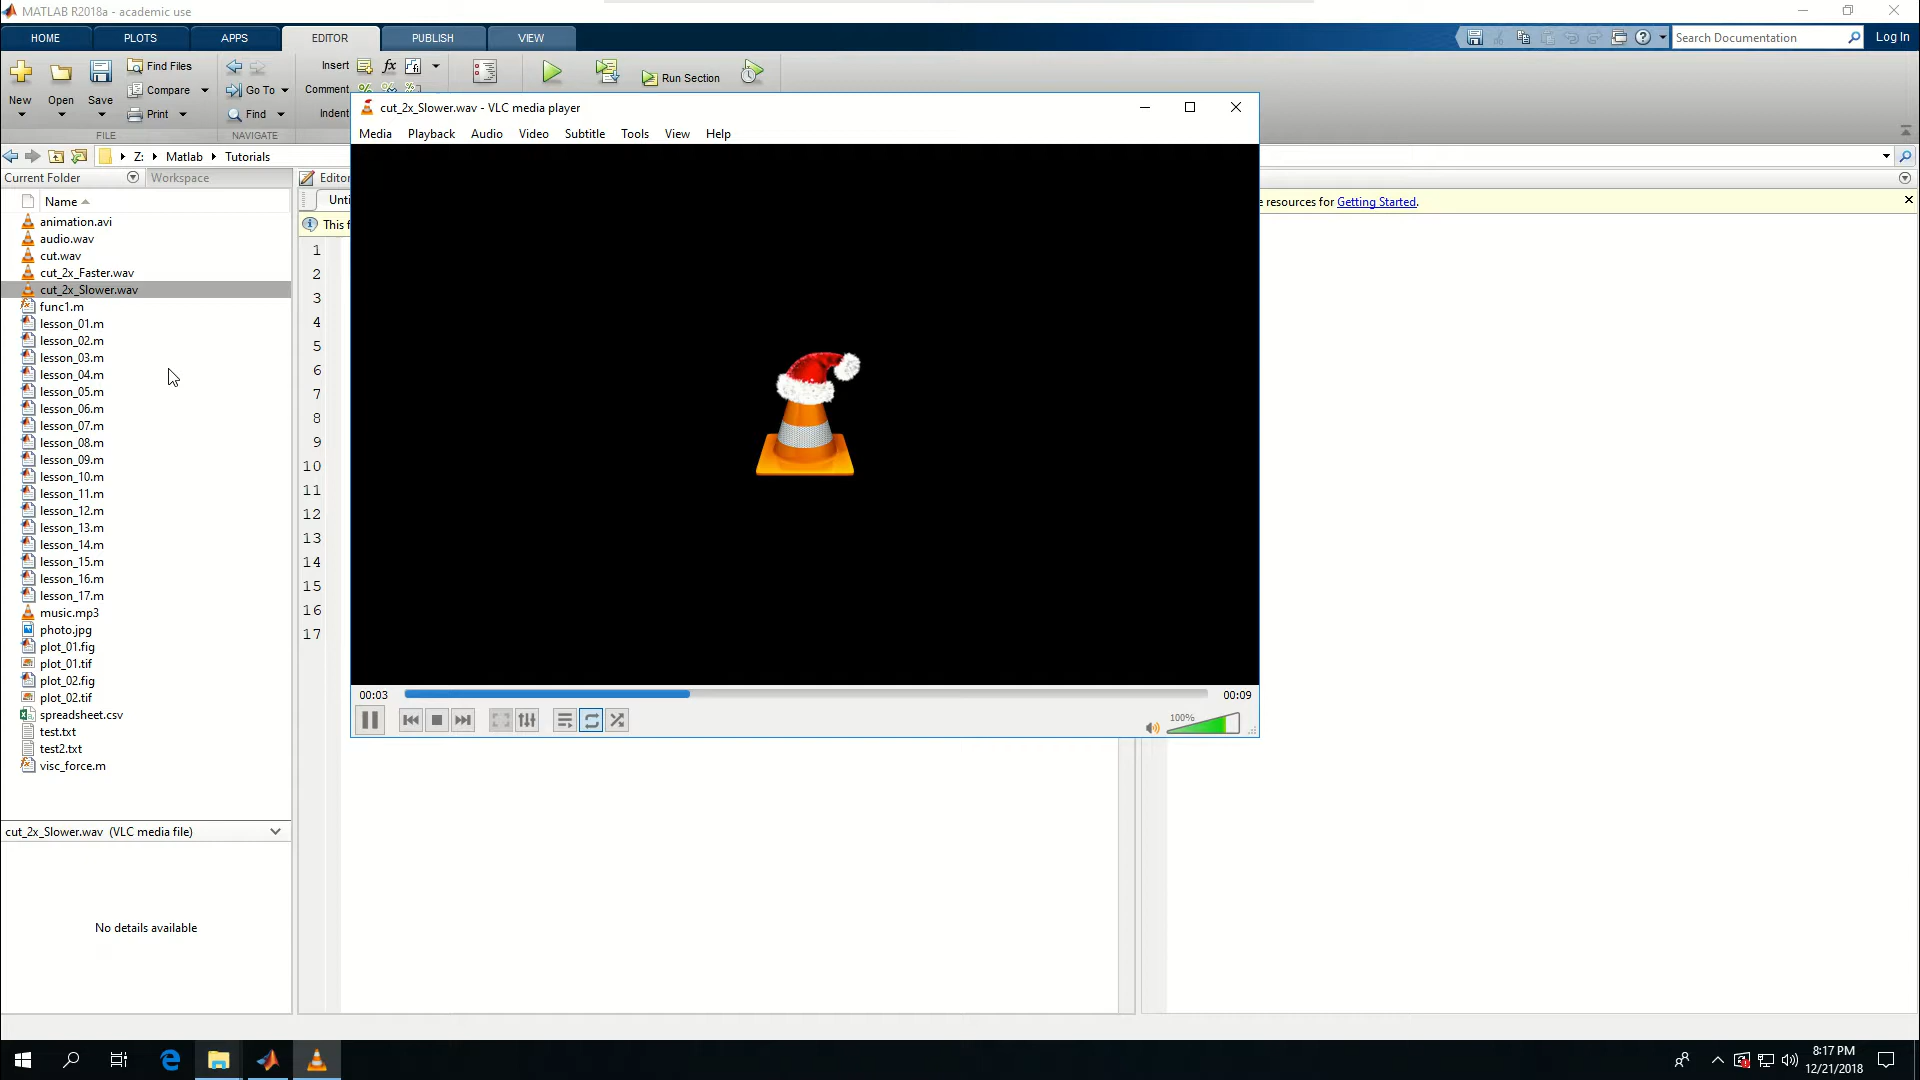 MATLAB R2018a - academic use
HOME PLOTS APPS EDITOR PUBLISH VIEW
Search Documentation Log In
New Open Save
Find Files
Compare
Print
Go To
Find
Insert
Comment
Indent
Run Section
FILE NAVIGATE
Z: Matlab Tutorials
Current Folder Workspace
Name
animation.avi
audio.wav
cut.wav
cut_2x_Faster.wav
cut_2x_Slower.wav
func1.m
lesson_01.m
lesson_02.m
lesson_03.m
lesson_04.m
lesson_05.m
lesson_06.m
lesson_07.m
lesson_08.m
lesson_09.m
lesson_10.m
lesson_11.m
lesson_12.m
lesson_13.m
lesson_14.m
lesson_15.m
lesson_16.m
lesson_17.m
music.mp3
photo.jpg
plot_01.fig
plot_01.tif
plot_02.fig
plot_02.tif
spreadsheet.csv
test.txt
test2.txt
visc_force.m
cut_2x_Slower.wav (VLC media file)
No details available
Editor
Unti
This f
1
2
3
4
5
6
7
8
9
10
11
12
13
14
15
16
17
cut_2x_Slower.wav - VLC media player
Media Playback Audio Video Subtitle Tools View Help
00:03 00:09
100%
e resources for Getting Started.
8:17 PM
12/21/2018